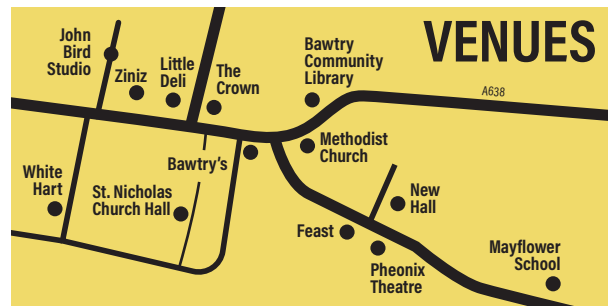 VENUES
John
Bird
Studio
Ziniz
Little
Deli
The
Crown
Bawtry
Community
Library
A638
Bawtry's
Methodist
Church
White
Hart
St. Nicholas
Church Hall
New
Hall
Feast
Pheonix
Theatre
Mayflower
School